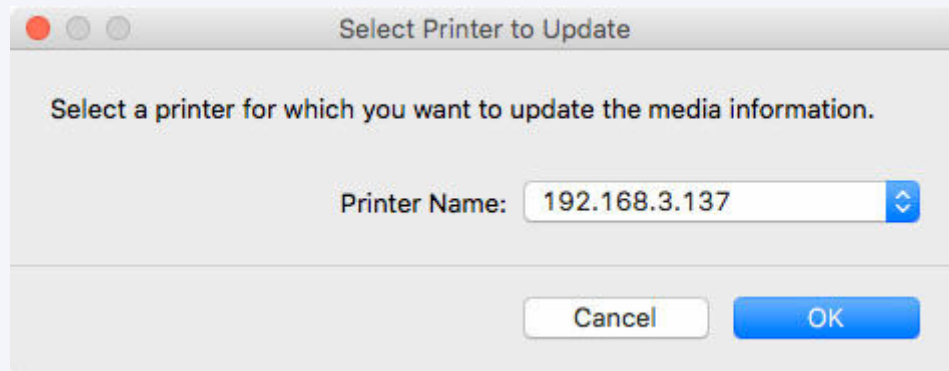 Select Printer to Update
Select a printer for which you want to update the media information.
Printer Name: 192.168.3.137
Cancel OK